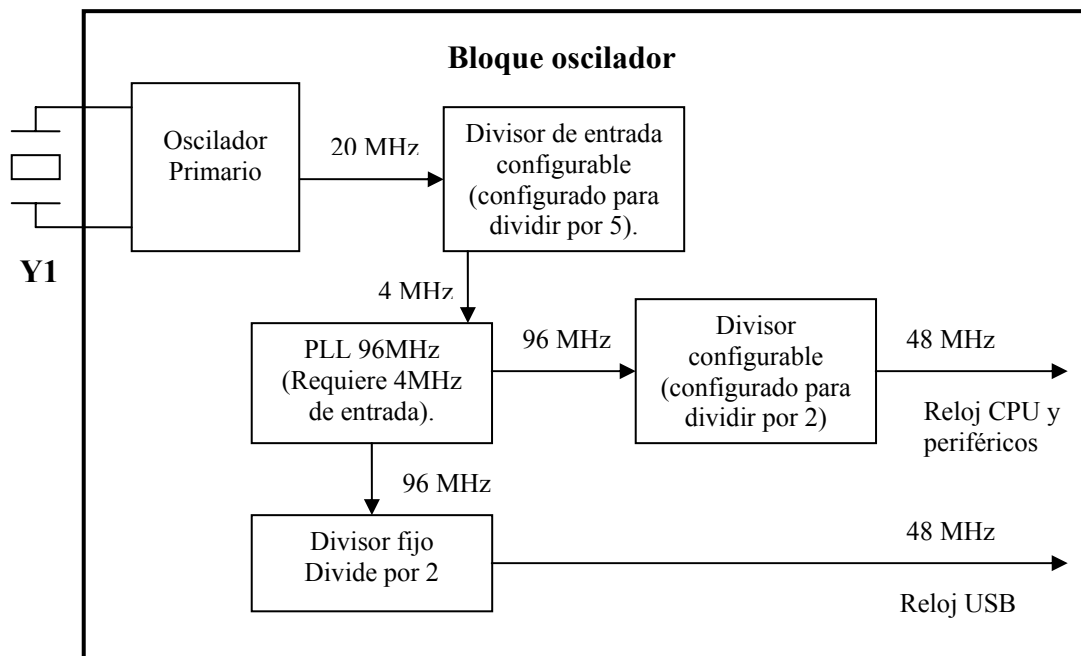 Bloque oscilador
Oscilador
Primario
20 MHz
Divisor de entrada
configurable
(configurado para
dividir por 5).
Y1
4 MHz
PLL 96MHz
(Requiere 4MHz
de entrada).
96 MHz
Divisor
configurable
(configurado para
dividir por 2)
48 MHz
Reloj CPU y
periféricos
96 MHz
Divisor fijo
Divide por 2
48 MHz
Reloj USB